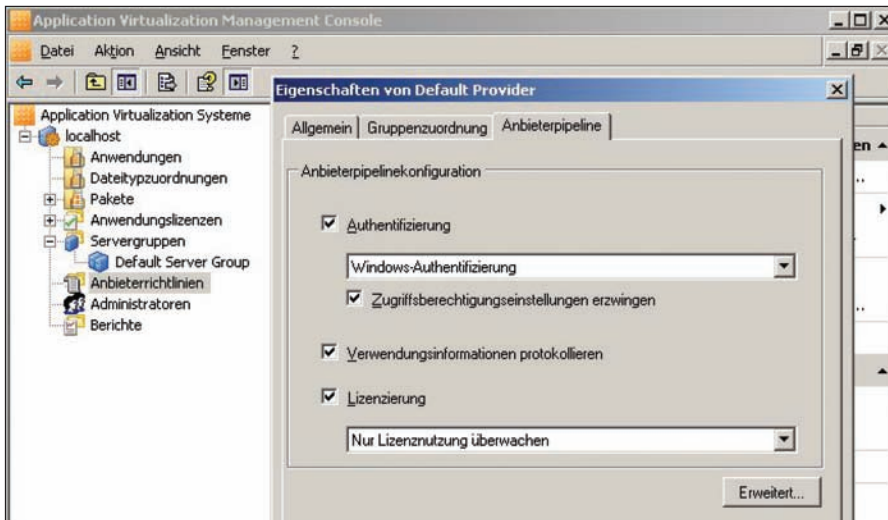 Application Virtualization Management Console
Datei Aktion Ansicht Fenster ?
Application Virtualization Systeme
localhost
Anwendungen
Dateitypzuordnungen
Pakete
Anwendungslizenzen
Servergruppen
Default Server Group
Anbieterrichtlinien
Administratoren
Berichte
Eigenschaften von Default Provider
Allgemein Gruppenzuordnung Anbieterpipeline
Anbieterpipelinekonfiguration
Authentifizierung
Windows-Authentifizierung
Zugriffsberechtigungseinstellungen erzwingen
Verwendungsinformationen protokollieren
Lizenzierung
Nur Lizenznutzung überwachen
Erweitert...
en
..
..